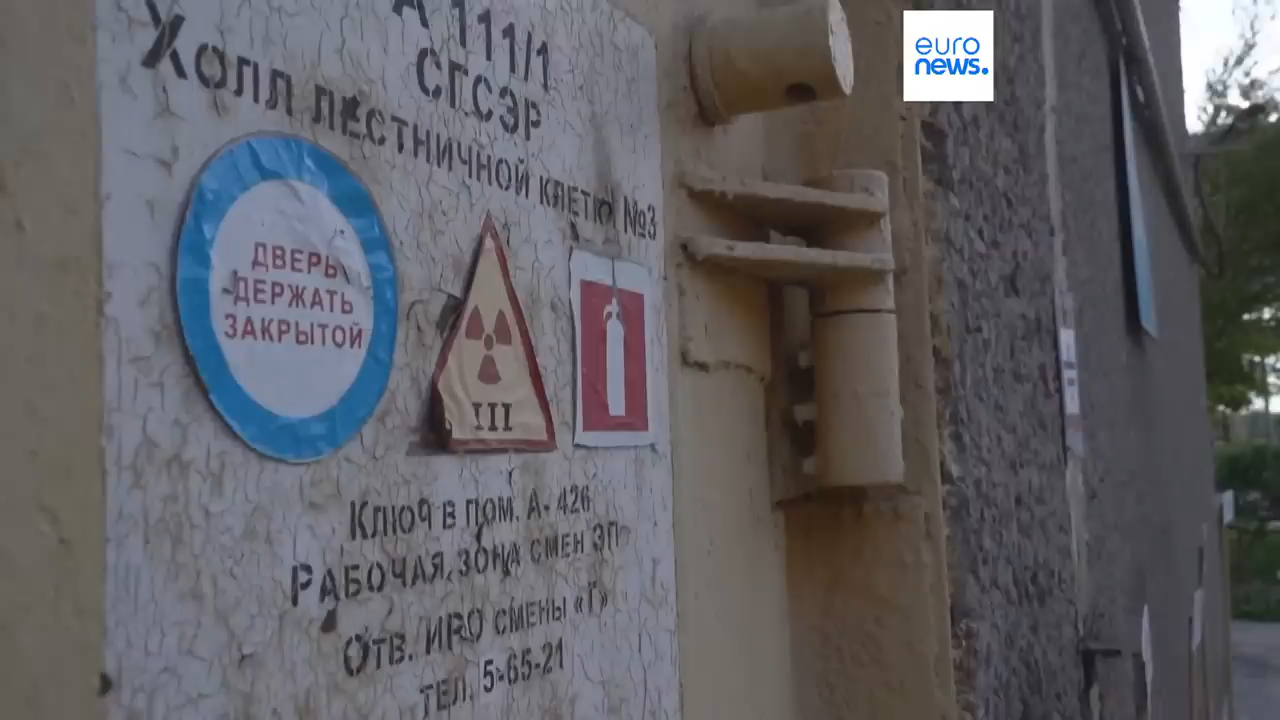 А 111/1
СГСЭР
Холл лестничной клетки №3
ДВЕРЬ
ДЕРЖАТЬ
ЗАКРЫТОЙ
III
Ключ в пом. А-426
Рабочая зона смен ЭП
Отв. ИРО смены «Г»
тел. 5-65-21
euro
news.